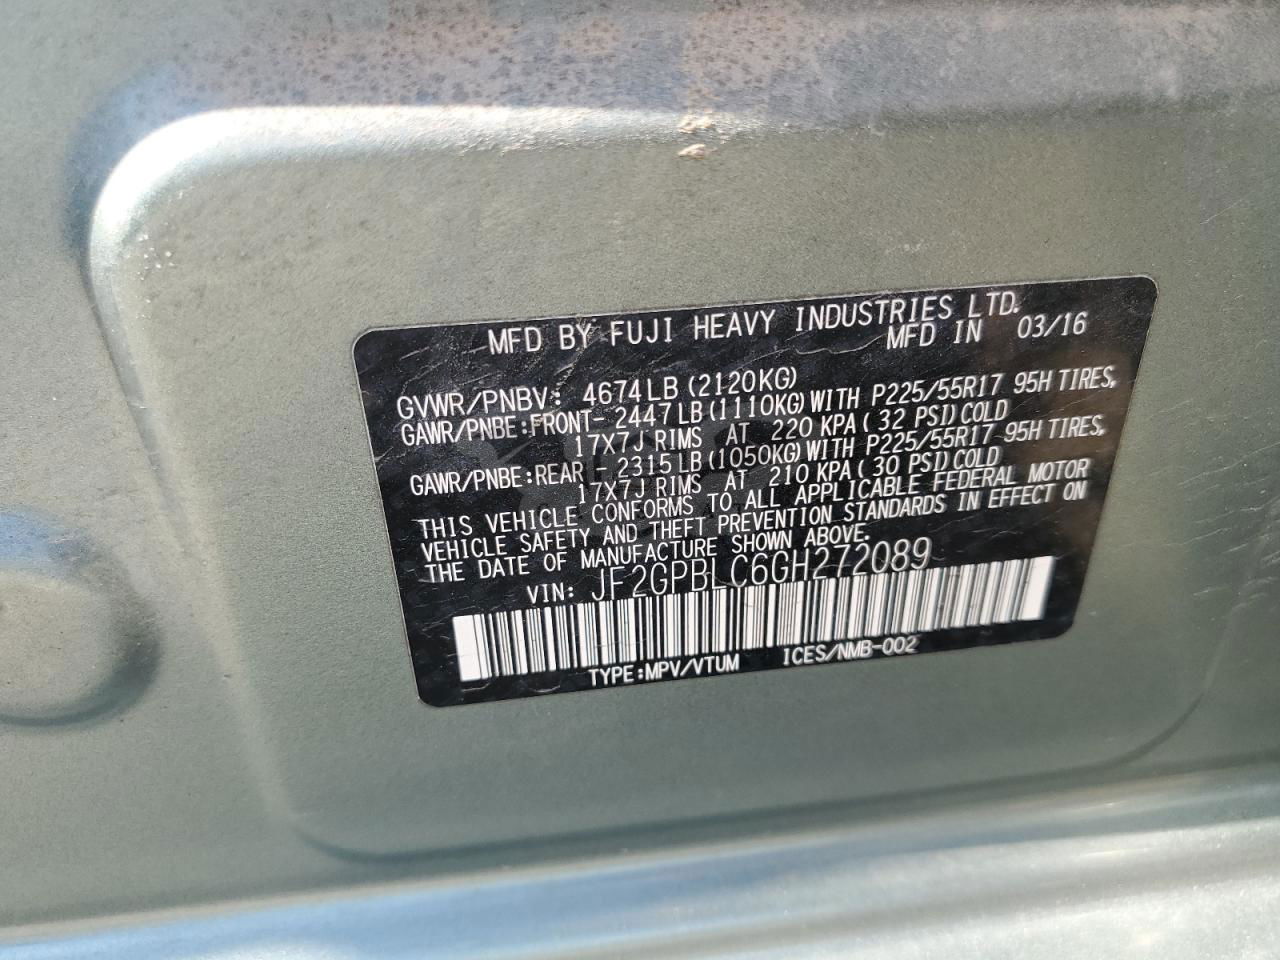 MFD BY FUJI HEAVY INDUSTRIES LTD.
MFD IN 03/16
GVWR/PNBV: 4674LB (2120KG)
GAWR/PNBE:FRONT- 2447LB(1110KG)WITH P225/55R17 95H TIRES,
17X7J RIMS AT 220 KPA( 32 PSI)COLD
GAWR/PNBE:REAR - 2315LB(1050KG)WITH P225/55R17 95H TIRES,
17X7J RIMS AT 210 KPA( 30 PSI)COLD
THIS VEHICLE CONFORMS TO ALL APPLICABLE FEDERAL MOTOR
VEHICLE SAFETY AND THEFT PREVENTION STANDARDS IN EFFECT ON
THE DATE OF MANUFACTURE SHOWN ABOVE.
VIN: JF2GPBLC6GH272089
TYPE:MPV/VTUM ICES/NMB-002